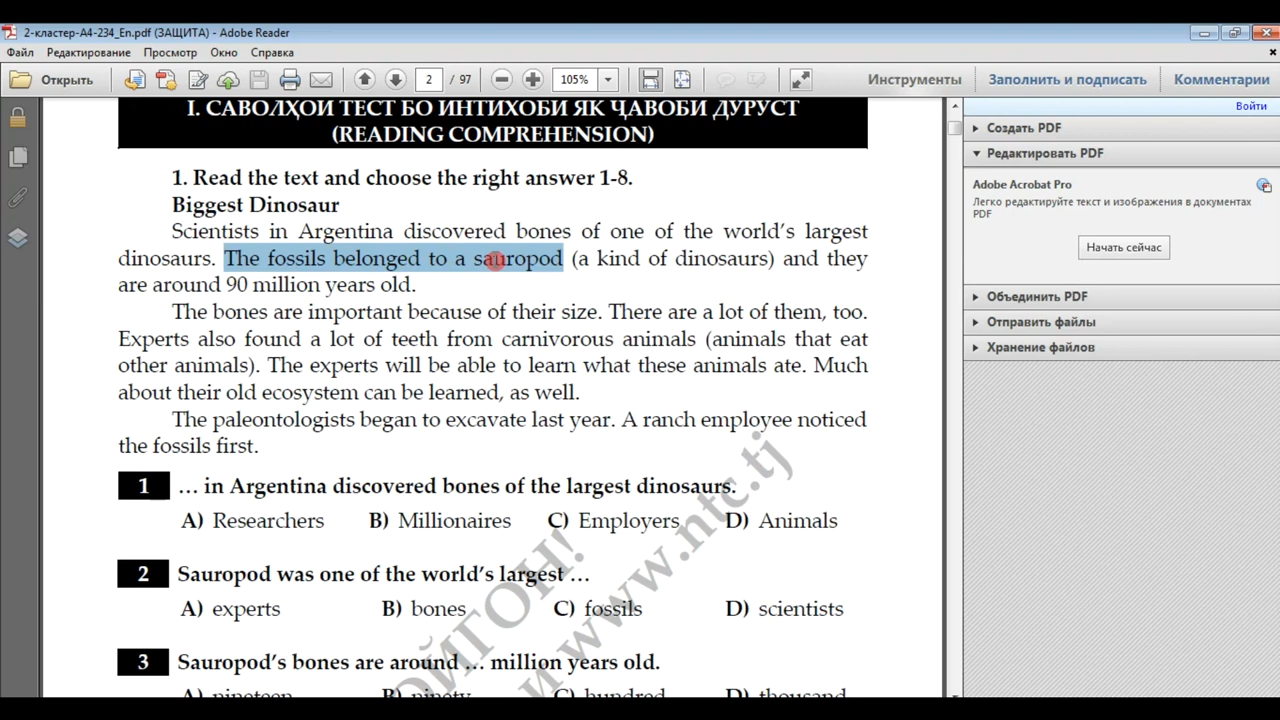 2-кластер-A4-234_En.pdf (ЗАЩИТА) - Adobe Reader
Файл Редактирование Просмотр Окно Справка
Открыть 2 / 97 105% Инструменты Заполнить и подписать Комментарии
Войти
I. САВОЛҲОИ ТЕСТ БО ИНТИХОБИ ЯК ҶАВОБИ ДУРУСТ
(READING COMPREHENSION)
1. Read the text and choose the right answer 1-8.
Biggest Dinosaur
Scientists in Argentina discovered bones of one of the world's largest
dinosaurs. The fossils belonged to a sauropod (a kind of dinosaurs) and they
are around 90 million years old.
The bones are important because of their size. There are a lot of them, too.
Experts also found a lot of teeth from carnivorous animals (animals that eat
other animals). The experts will be able to learn what these animals ate. Much
about their old ecosystem can be learned, as well.
The paleontologists began to excavate last year. A ranch employee noticed
the fossils first.
1 … in Argentina discovered bones of the largest dinosaurs.
A) Researchers B) Millionaires C) Employers D) Animals
2 Sauropod was one of the world's largest …
A) experts B) bones C) fossils D) scientists
3 Sauropod's bones are around … million years old.
A) nineteen B) ninety C) hundred D) thousand
ОЙГОН!
и www.ntc.tj
Создать PDF
Редактировать PDF
Adobe Acrobat Pro
Легко редактируйте текст и изображения в документах
PDF
Начать сейчас
Объединить PDF
Отправить файлы
Хранение файлов